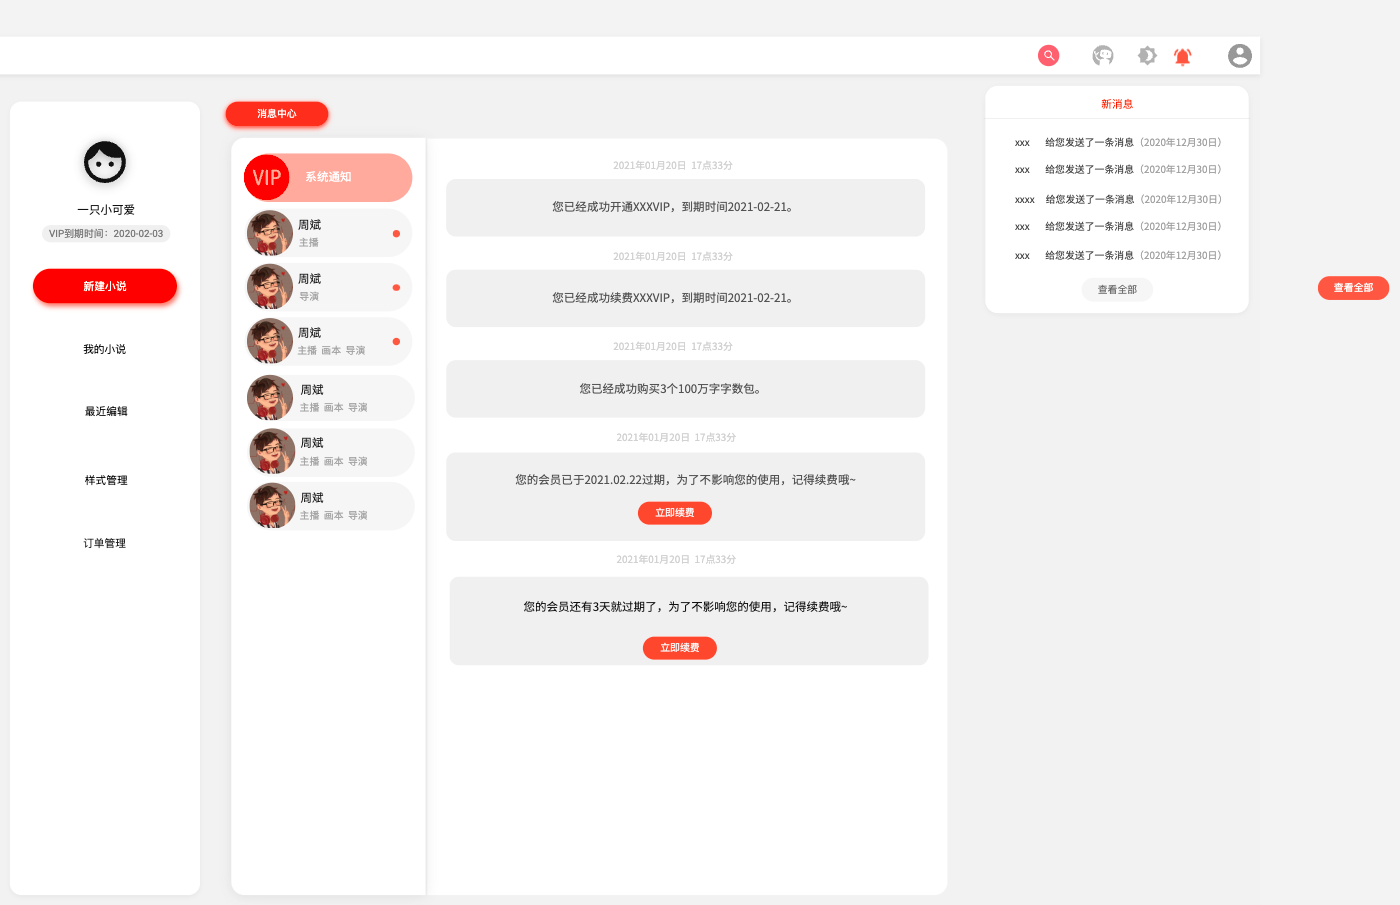 一只小可爱
VIP到期时间：2020-02-03
新建小说
我的小说
最近编辑
样式管理
订单管理
消息中心
VIP 系统通知
周斌
主播
周斌
导演
周斌
主播 画本 导演
周斌
主播 画本 导演
周斌
主播 画本 导演
周斌
主播 画本 导演
2021年01月20日 17点33分
您已经成功开通XXXVIP，到期时间2021-02-21。
2021年01月20日 17点33分
您已经成功续费XXXVIP，到期时间2021-02-21。
2021年01月20日 17点33分
您已经成功购买3个100万字字数包。
2021年01月20日 17点33分
您的会员已于2021.02.22过期，为了不影响您的使用，记得续费哦~
立即续费
2021年01月20日 17点33分
您的会员还有3天就过期了，为了不影响您的使用，记得续费哦~
立即续费
新消息
xxx 给您发送了一条消息（2020年12月30日）
xxx 给您发送了一条消息（2020年12月30日）
xxxx 给您发送了一条消息（2020年12月30日）
xxx 给您发送了一条消息（2020年12月30日）
xxx 给您发送了一条消息（2020年12月30日）
查看全部
查看全部